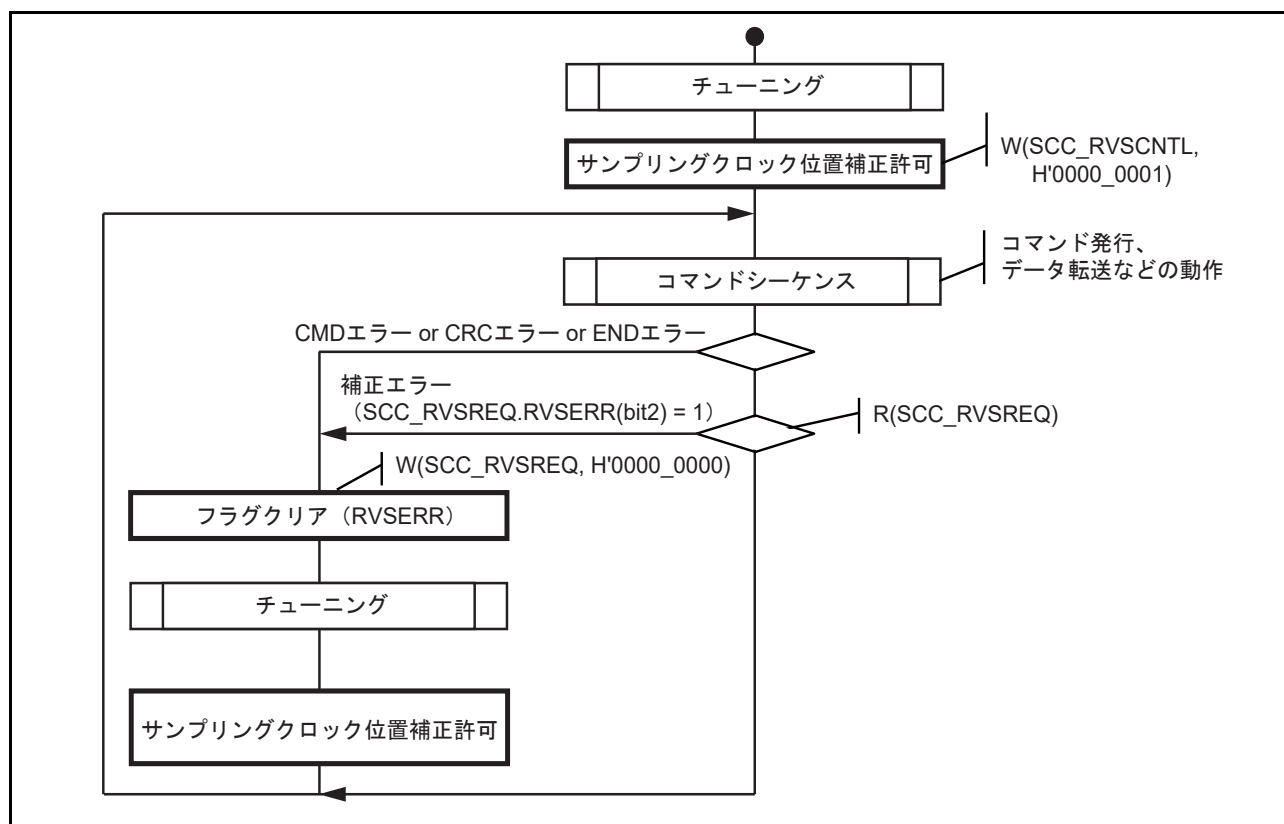 チューニング
サンプリングクロック位置補正許可
W(SCC_RVSCNTL,
H'0000_0001)
コマンドシーケンス
コマンド発行、
データ転送などの動作
CMDエラー or CRCエラー or ENDエラー
補正エラー
（SCC_RVSREQ.RVSERR(bit2) = 1）
R(SCC_RVSREQ)
W(SCC_RVSREQ, H'0000_0000)
フラグクリア（RVSERR）
チューニング
サンプリングクロック位置補正許可